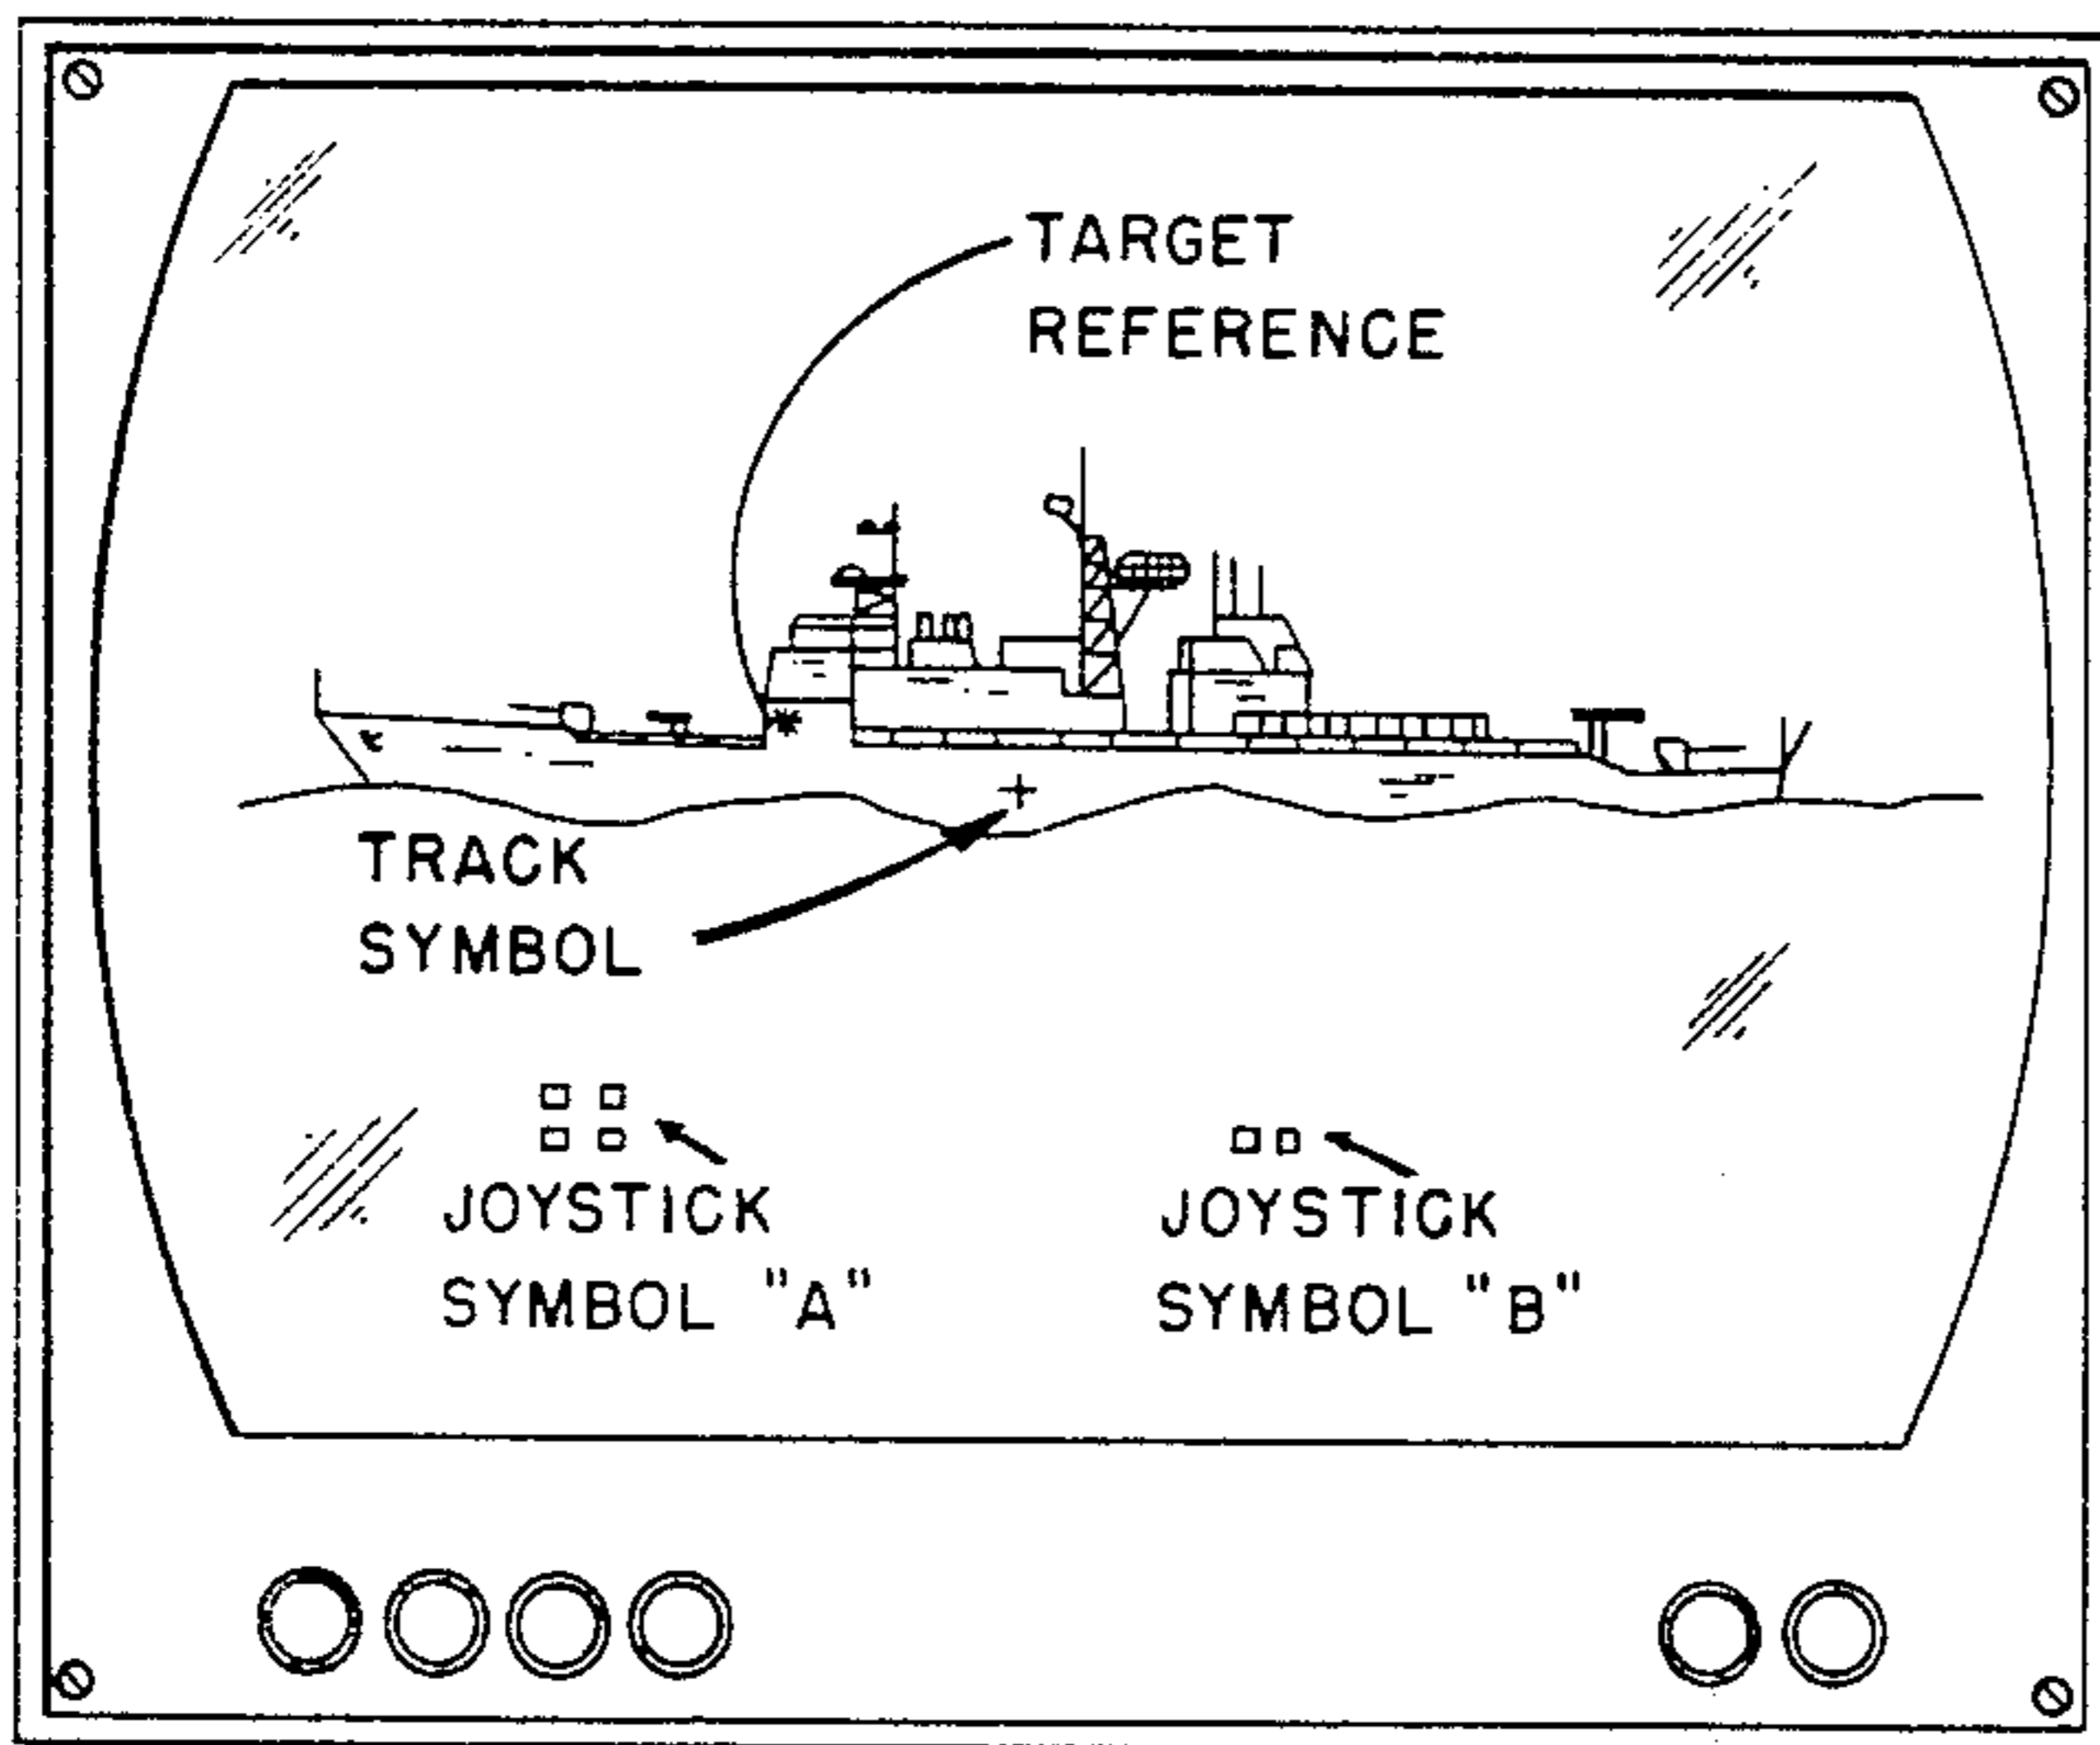 TARGET
REFERENCE
TRACK
SYMBOL
JOYSTICK
SYMBOL "A"
JOYSTICK
SYMBOL "B"